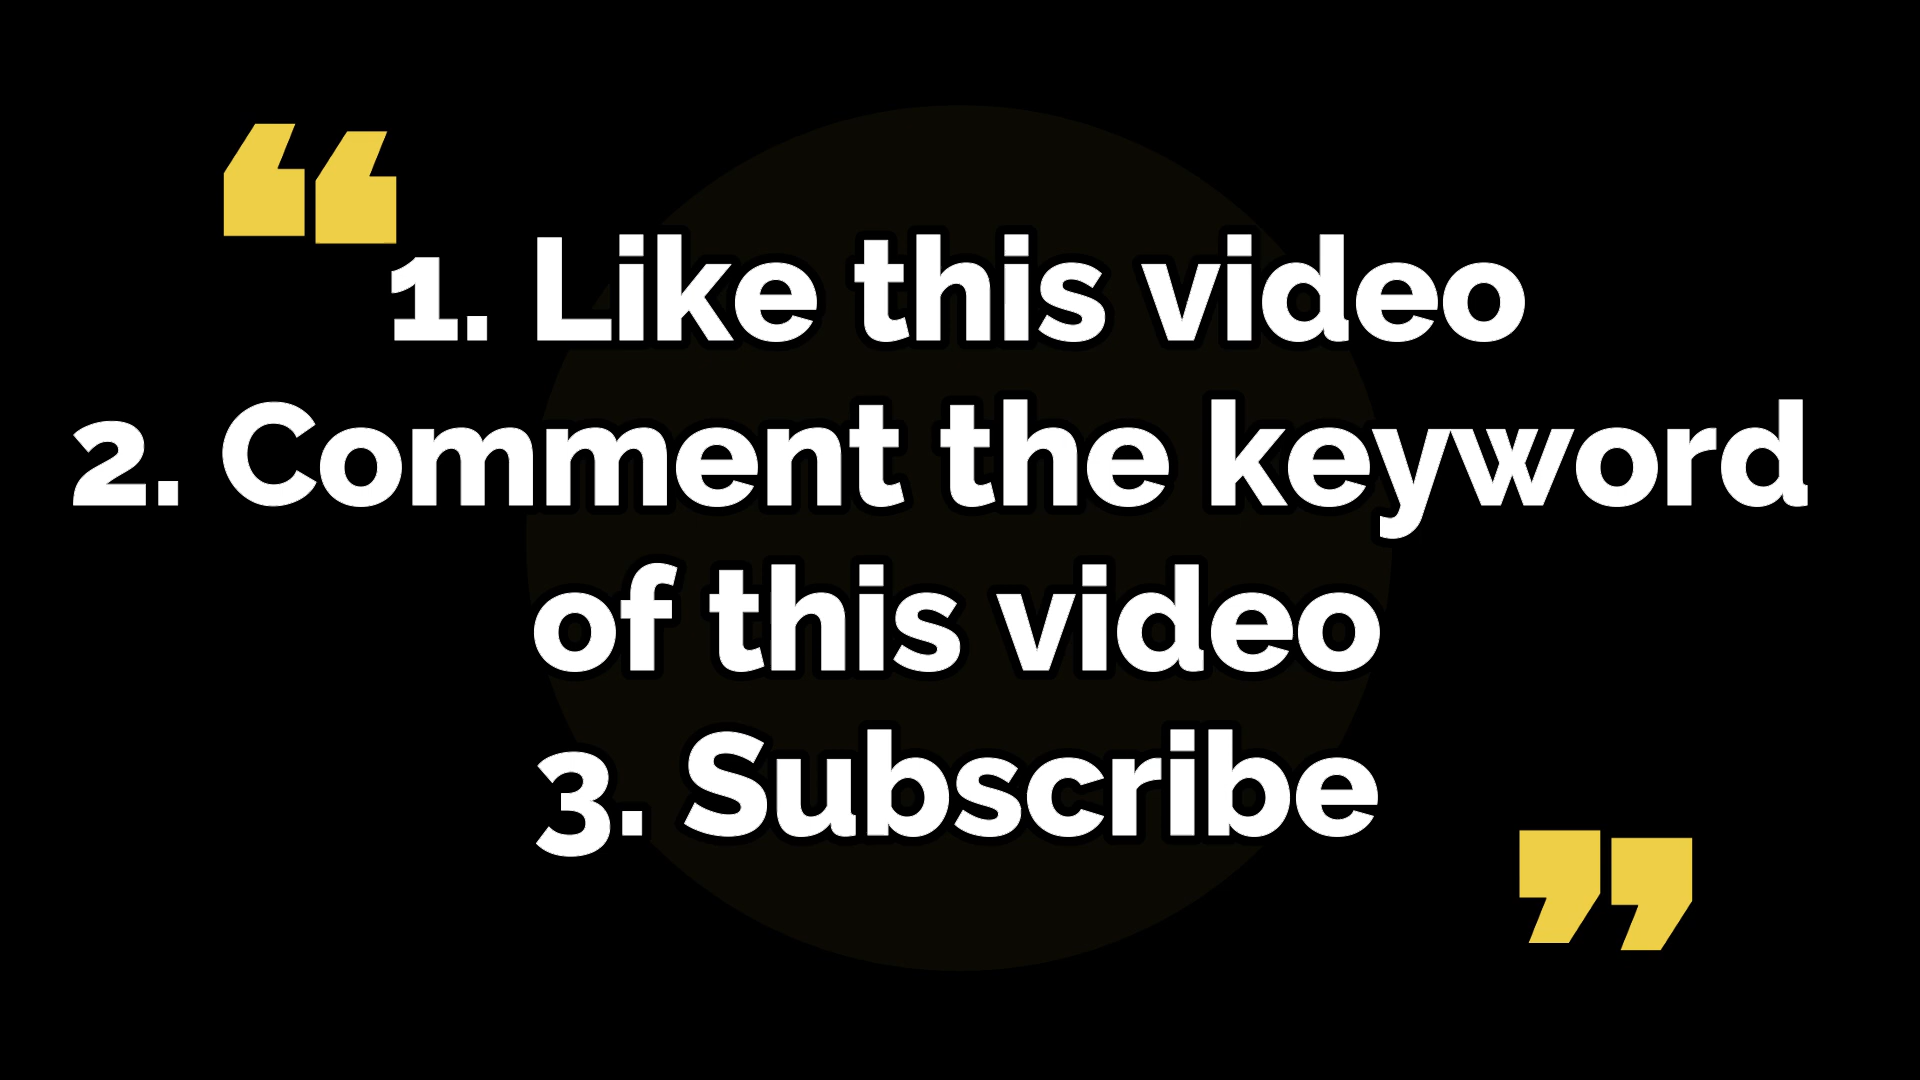 “1. Like this video
2. Comment the keyword
of this video
3. Subscribe”